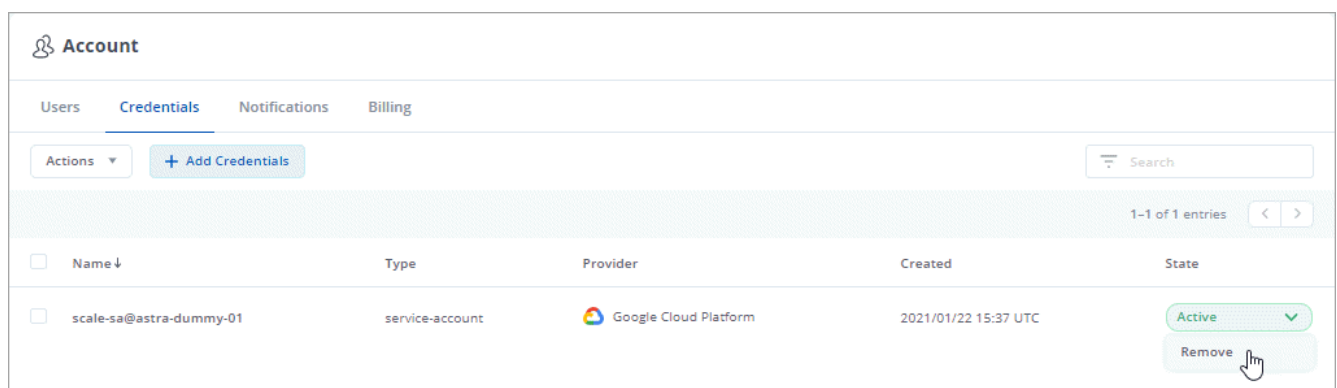 Account
Users Credentials Notifications Billing
Actions + Add Credentials Search
1–1 of 1 entries < >
Name↓ Type Provider Created State
scale-sa@astra-dummy-01 service-account Google Cloud Platform 2021/01/22 15:37 UTC Active
Remove